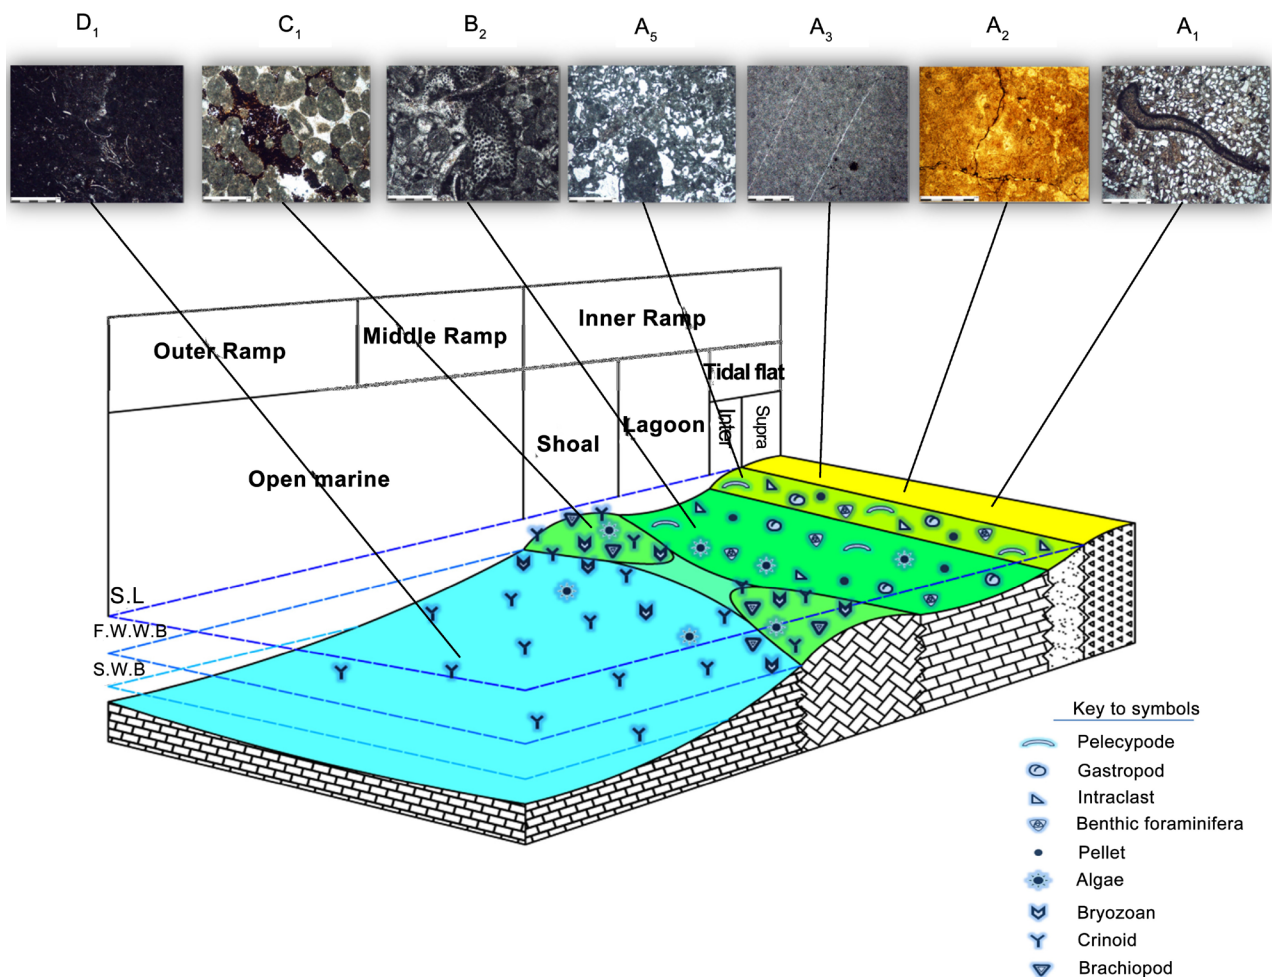 D1 C1 B2 A5 A3 A2 A1
Outer Ramp
Middle Ramp
Inner Ramp
Tidal flat
Inter
Supra
Lagoon
Shoal
Open marine
S.L
F.W.W.B
S.W.B
Key to symbols
Pelecypode
Gastropod
Intraclast
Benthic foraminifera
Pellet
Algae
Bryozoan
Crinoid
Brachiopod